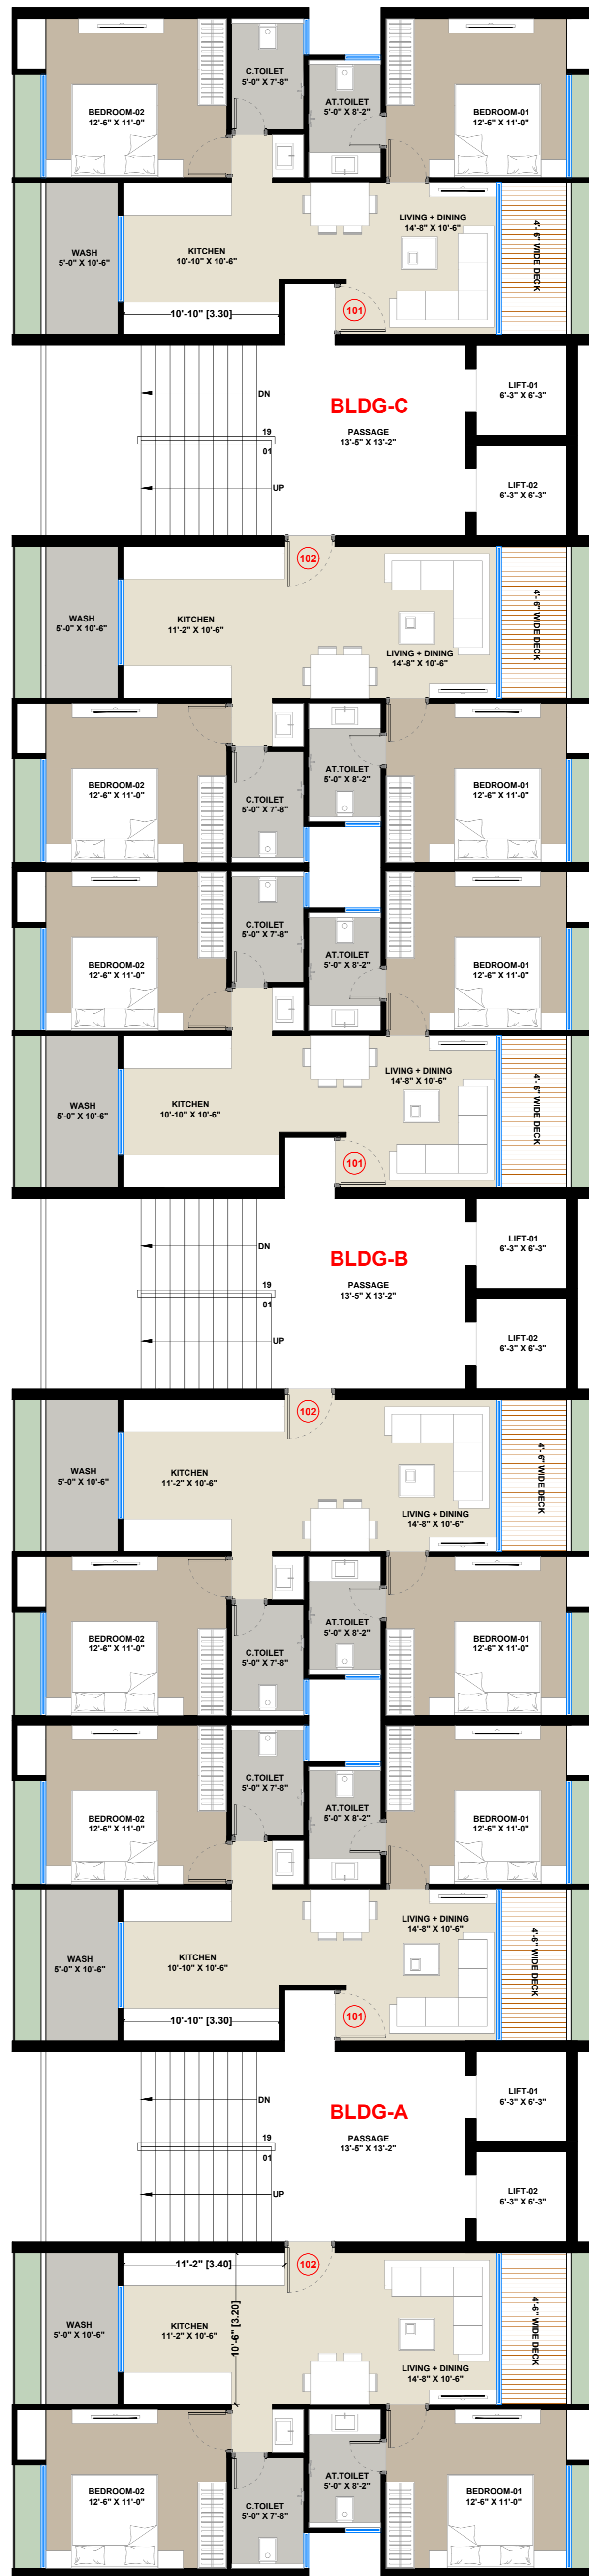 C.TOILET
5'-0" X 7'-8"
BEDROOM-02
12'-6" X 11'-0"
AT.TOILET
5'-0" X 8'-2"
BEDROOM-01
12'-6" X 11'-0"
WASH
5'-0" X 10'-6"
KITCHEN
10'-10" X 10'-6"
LIVING + DINING
14'-8" X 10'-6"
4'- 6" WIDE DECK
10'-10" [3.30]
101
DN
BLDG-C
PASSAGE
13'-5" X 13'-2"
LIFT-01
6'-3" X 6'-3"
19
01
UP
LIFT-02
6'-3" X 6'-3"
102
WASH
5'-0" X 10'-6"
KITCHEN
11'-2" X 10'-6"
LIVING + DINING
14'-8" X 10'-6"
4'- 6" WIDE DECK
BEDROOM-02
12'-6" X 11'-0"
C.TOILET
5'-0" X 7'-8"
AT.TOILET
5'-0" X 8'-2"
BEDROOM-01
12'-6" X 11'-0"
C.TOILET
5'-0" X 7'-8"
BEDROOM-02
12'-6" X 11'-0"
AT.TOILET
5'-0" X 8'-2"
BEDROOM-01
12'-6" X 11'-0"
WASH
5'-0" X 10'-6"
KITCHEN
10'-10" X 10'-6"
LIVING + DINING
14'-8" X 10'-6"
4'- 6" WIDE DECK
101
DN
BLDG-B
PASSAGE
13'-5" X 13'-2"
LIFT-01
6'-3" X 6'-3"
19
01
UP
LIFT-02
6'-3" X 6'-3"
102
WASH
5'-0" X 10'-6"
KITCHEN
11'-2" X 10'-6"
LIVING + DINING
14'-8" X 10'-6"
4'- 6" WIDE DECK
BEDROOM-02
12'-6" X 11'-0"
C.TOILET
5'-0" X 7'-8"
AT.TOILET
5'-0" X 8'-2"
BEDROOM-01
12'-6" X 11'-0"
C.TOILET
5'-0" X 7'-8"
BEDROOM-02
12'-6" X 11'-0"
AT.TOILET
5'-0" X 8'-2"
BEDROOM-01
12'-6" X 11'-0"
WASH
5'-0" X 10'-6"
KITCHEN
10'-10" X 10'-6"
LIVING + DINING
14'-8" X 10'-6"
4'-6" WIDE DECK
10'-10" [3.30]
101
DN
BLDG-A
PASSAGE
13'-5" X 13'-2"
LIFT-01
6'-3" X 6'-3"
19
01
UP
LIFT-02
6'-3" X 6'-3"
11'-2" [3.40]
102
WASH
5'-0" X 10'-6"
KITCHEN
11'-2" X 10'-6"
10'-6" [3.20]
LIVING + DINING
14'-8" X 10'-6"
4'-6" WIDE DECK
BEDROOM-02
12'-6" X 11'-0"
C.TOILET
5'-0" X 7'-8"
AT.TOILET
5'-0" X 8'-2"
BEDROOM-01
12'-6" X 11'-0"